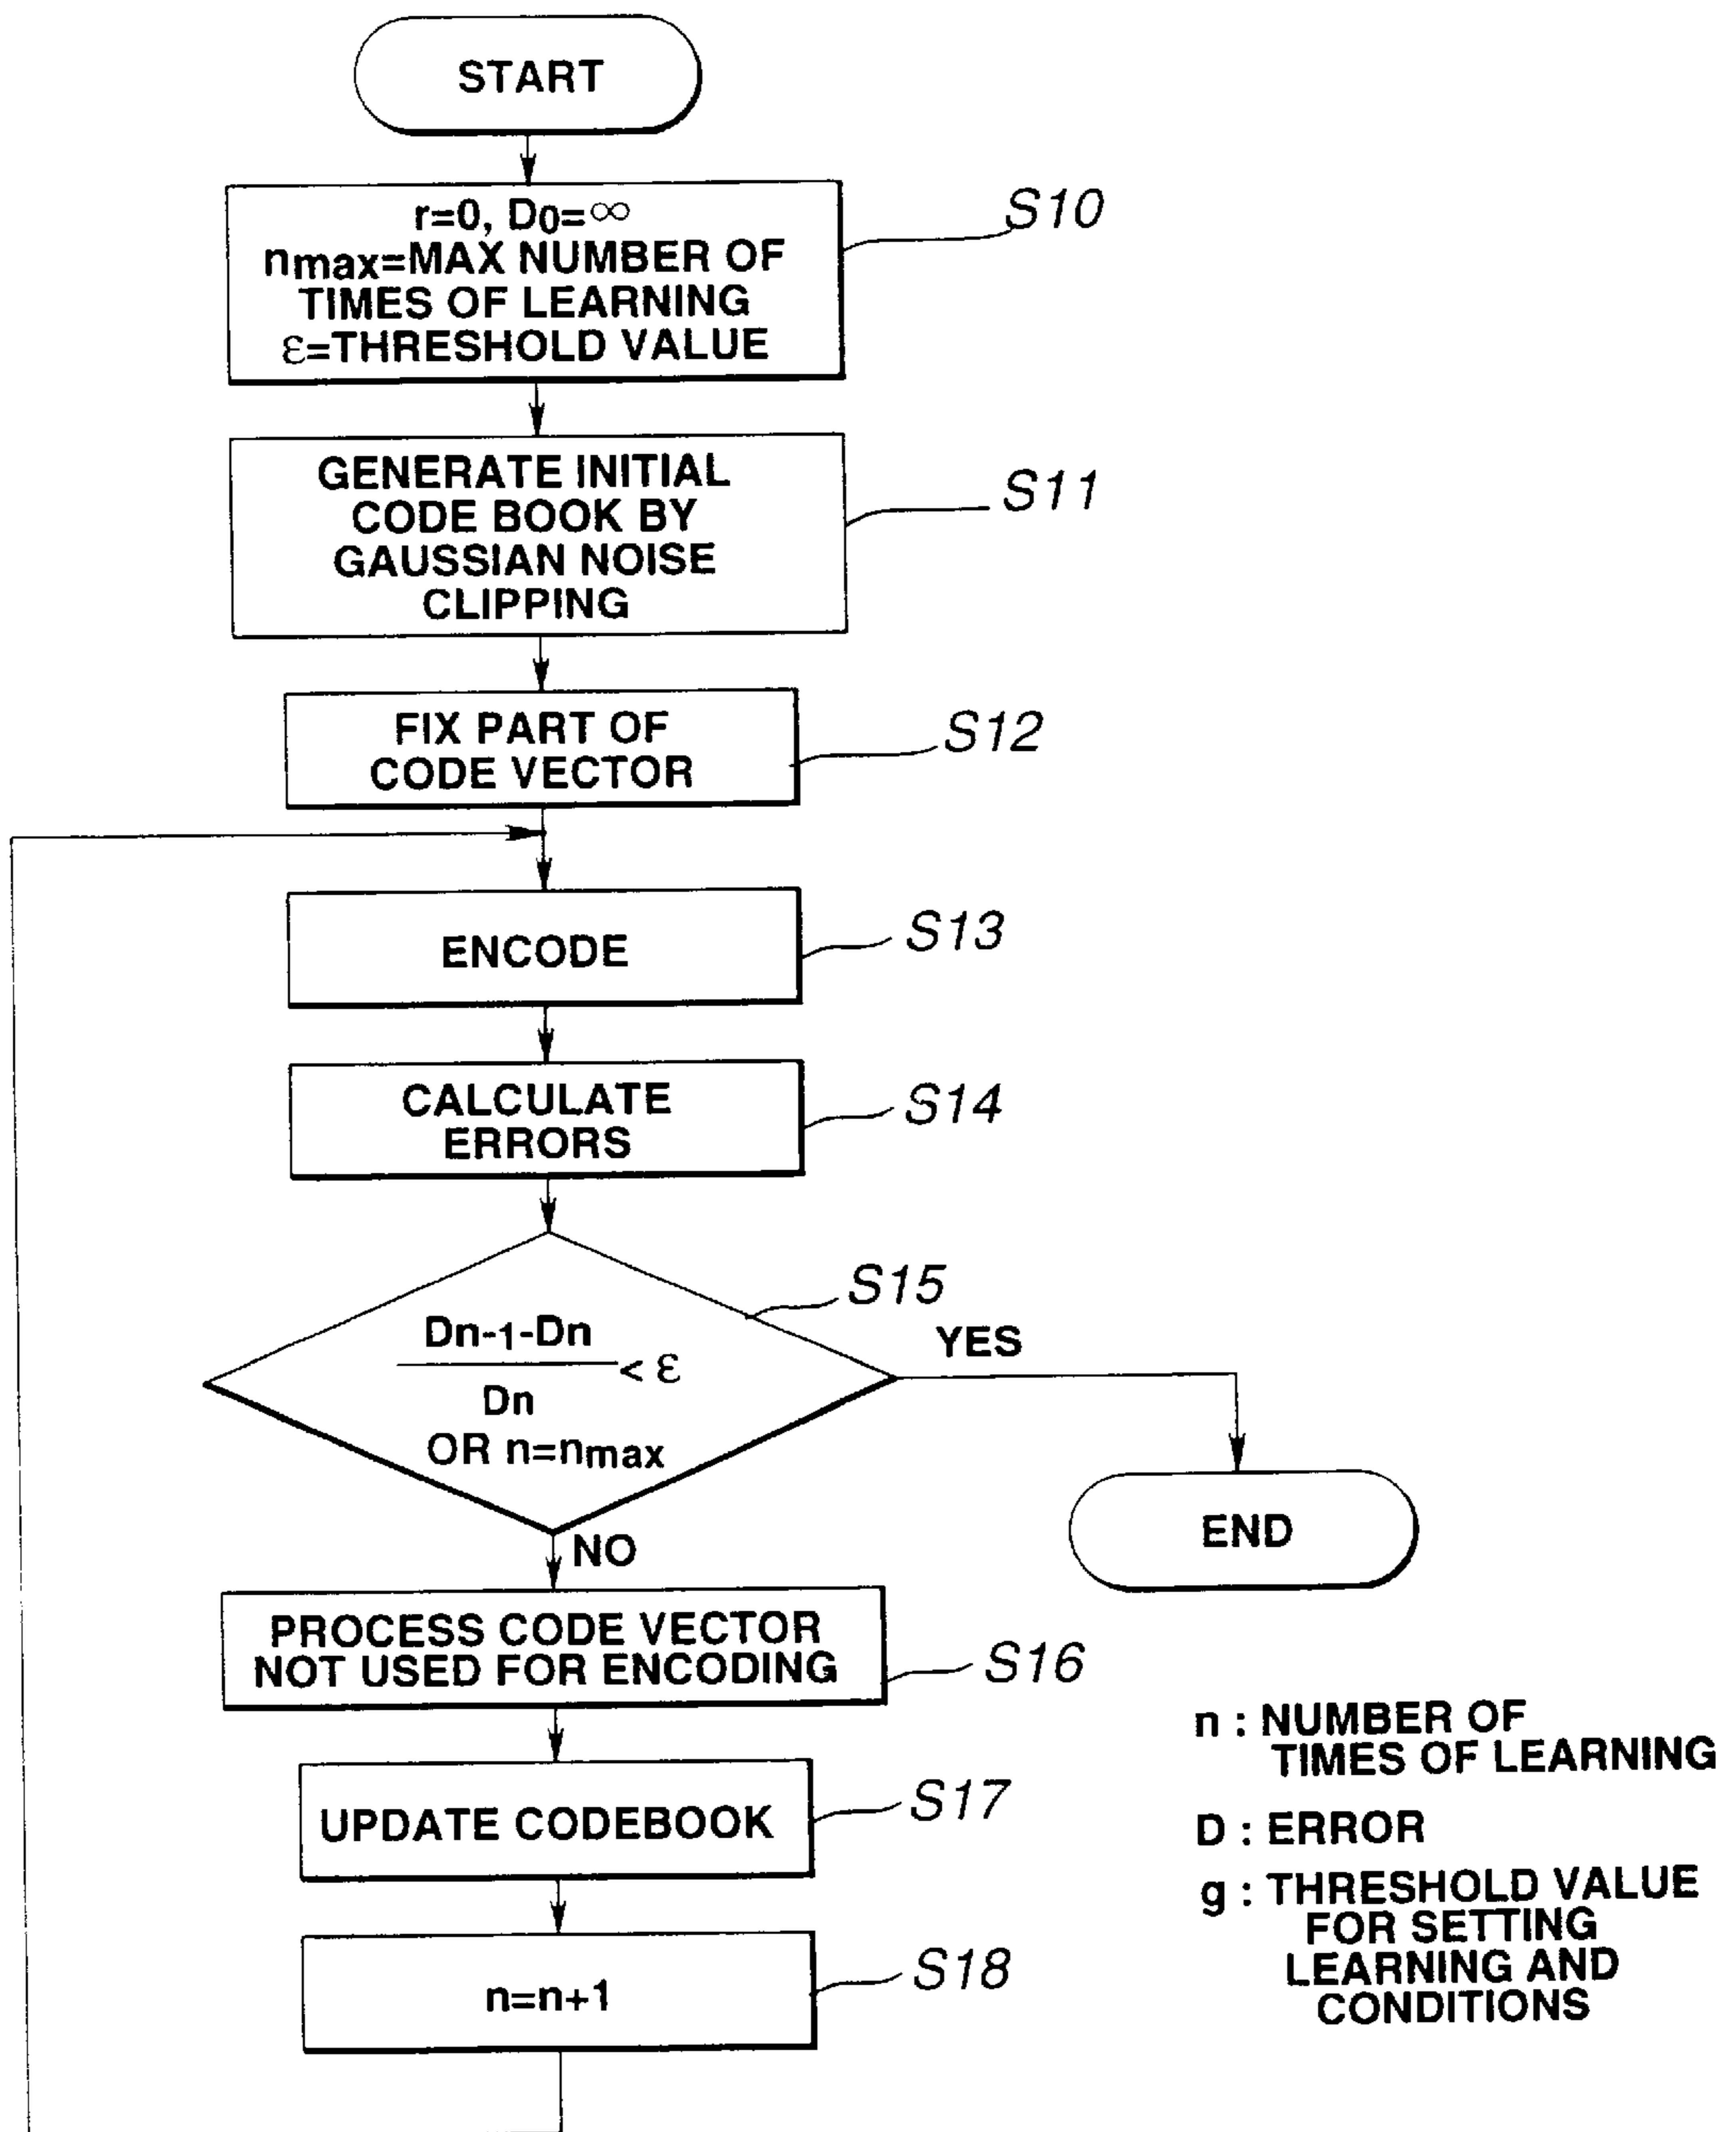 START
r=0, D0=∞
nmax=MAX NUMBER OF
TIMES OF LEARNING
ε=THRESHOLD VALUE
S10
GENERATE INITIAL
CODE BOOK BY
GAUSSIAN NOISE
CLIPPING
S11
FIX PART OF
CODE VECTOR
S12
ENCODE
S13
CALCULATE
ERRORS
S14
S15
Dn-1-Dn
< ε
Dn
OR n=nmax
YES
END
NO
PROCESS CODE VECTOR
NOT USED FOR ENCODING
S16
UPDATE CODEBOOK
S17
n=n+1
S18
n : NUMBER OF
TIMES OF LEARNING
D : ERROR
g : THRESHOLD VALUE
FOR SETTING
LEARNING AND
CONDITIONS